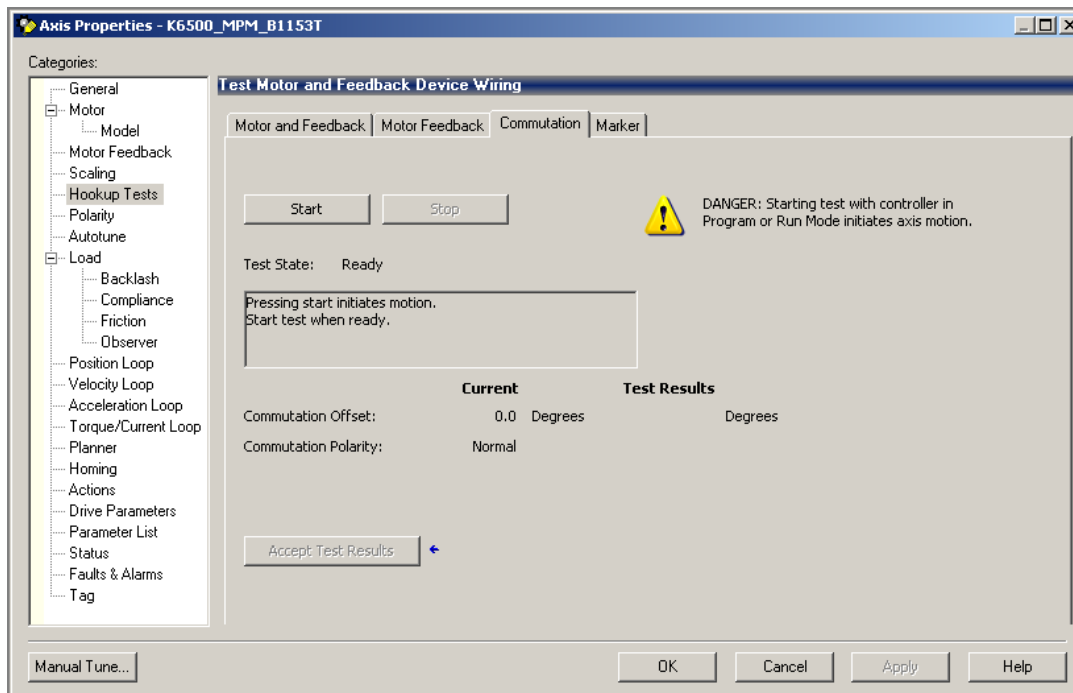 Axis Properties - K6500_MPM_B1153T
Categories:
General
Motor
Model
Motor Feedback
Scaling
Hookup Tests
Polarity
Autotune
Load
Backlash
Compliance
Friction
Observer
Position Loop
Velocity Loop
Acceleration Loop
Torque/Current Loop
Planner
Homing
Actions
Drive Parameters
Parameter List
Status
Faults & Alarms
Tag
Test Motor and Feedback Device Wiring
Motor and Feedback Motor Feedback Commutation Marker
Start Stop
DANGER: Starting test with controller in
Program or Run Mode initiates axis motion.
Test State: Ready
Pressing start initiates motion.
Start test when ready.
Current Test Results
Commutation Offset: 0.0 Degrees Degrees
Commutation Polarity: Normal
Accept Test Results
Manual Tune... OK Cancel Apply Help